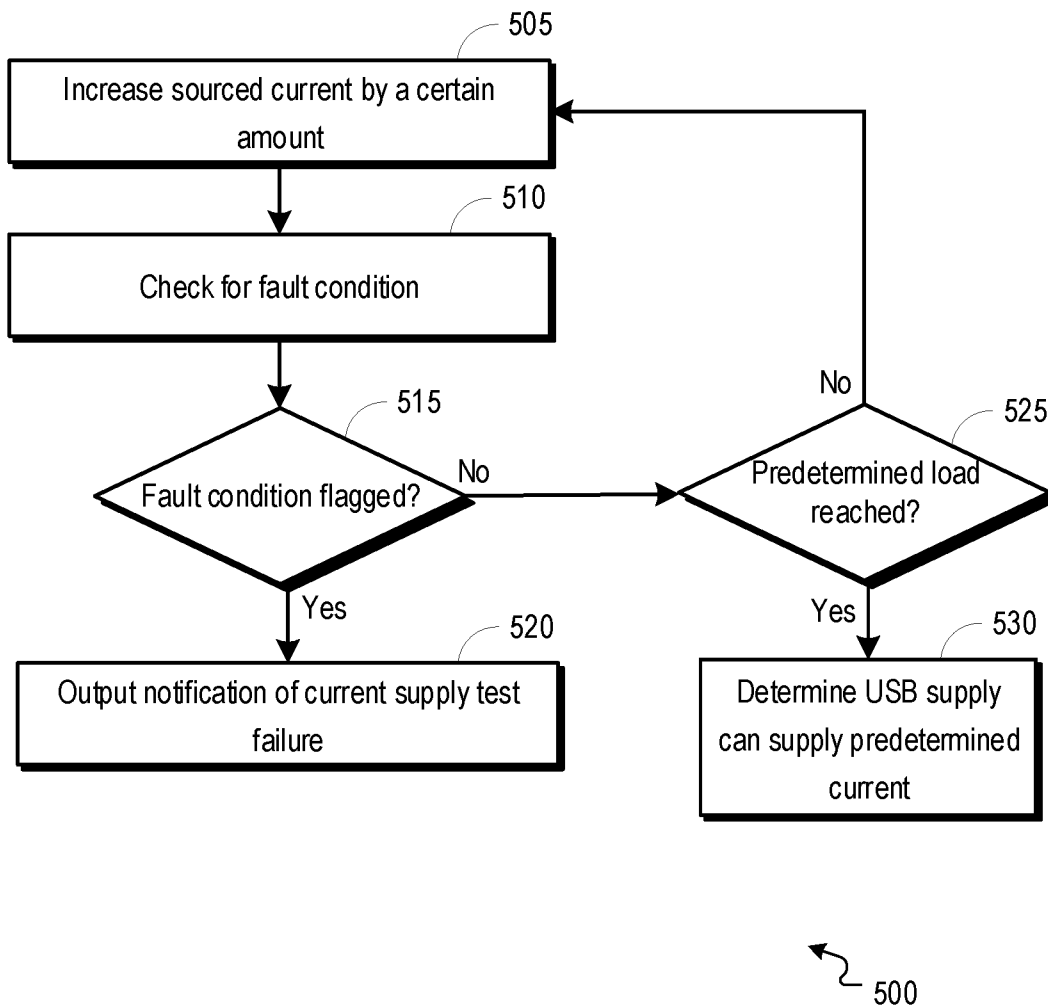 505
Increase sourced current by a certain
amount
510
Check for fault condition
515
Fault condition flagged?
No
Yes
520
Output notification of current supply test
failure
No
525
Predetermined load
reached?
Yes
530
Determine USB supply
can supply predetermined
current
500